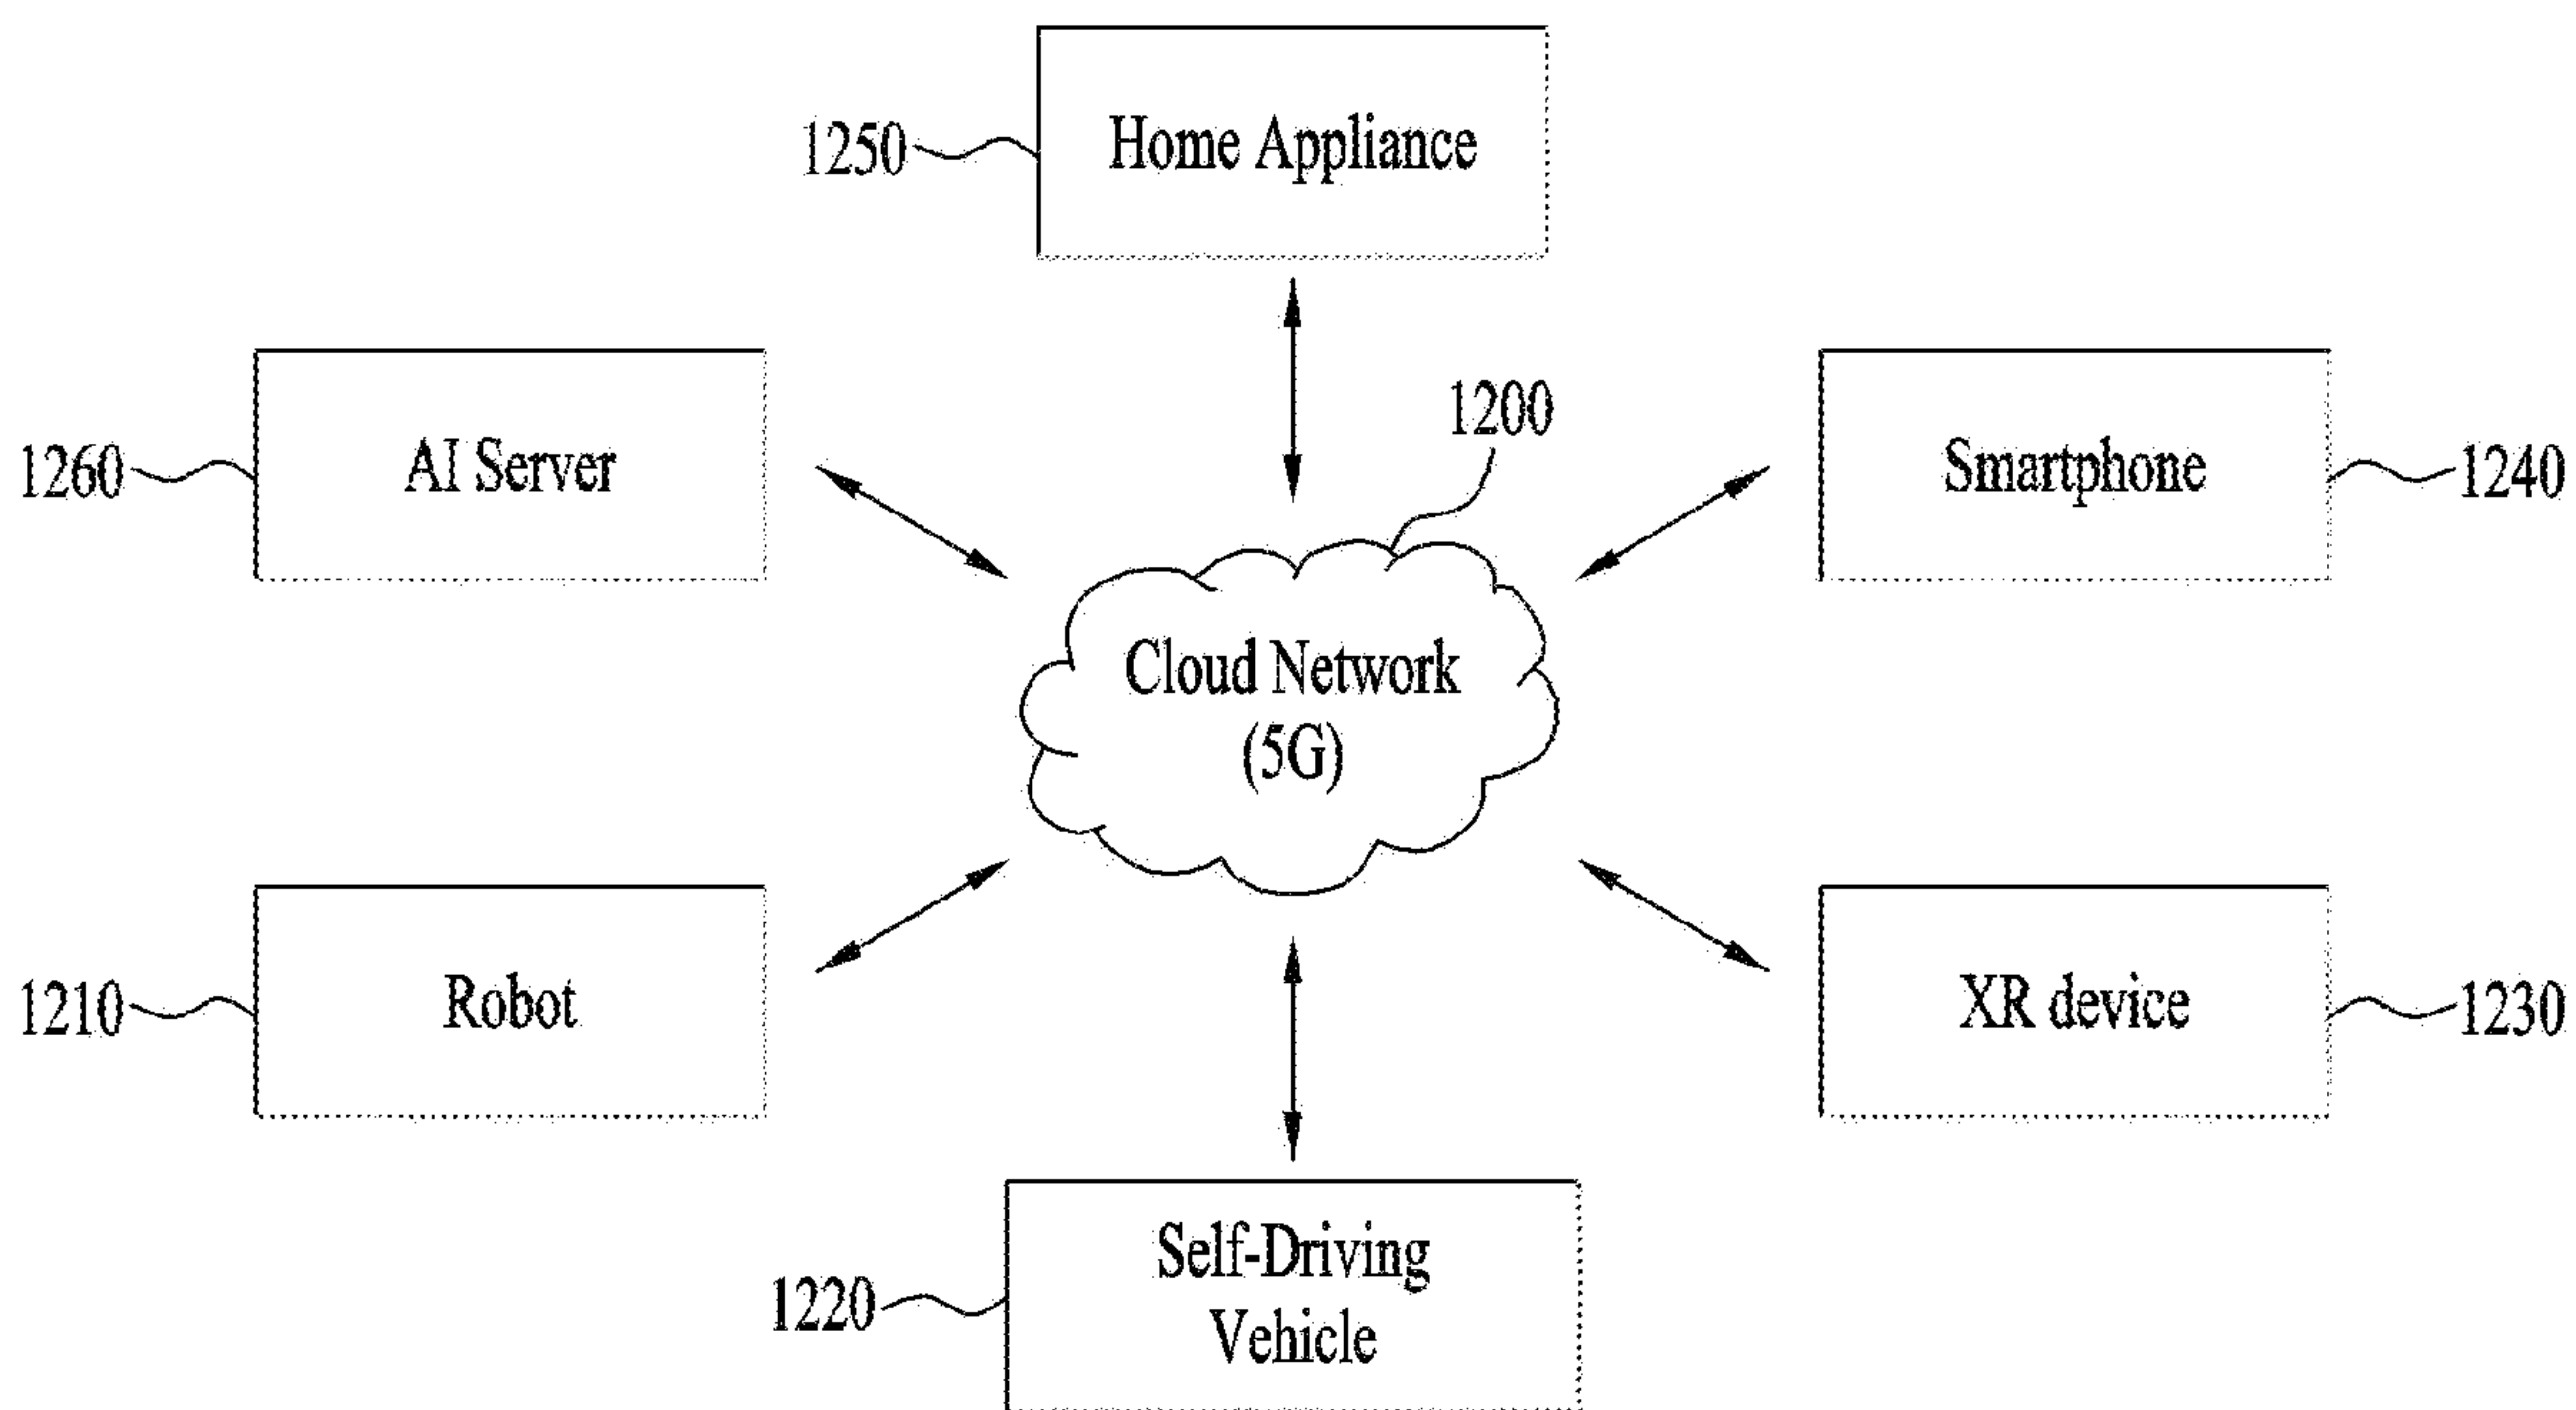 1250
Home Appliance
1260
AI Server
1200
Smartphone
1240
Cloud Network
(5G)
1210
Robot
XR device
1230
1220
Self-Driving
Vehicle